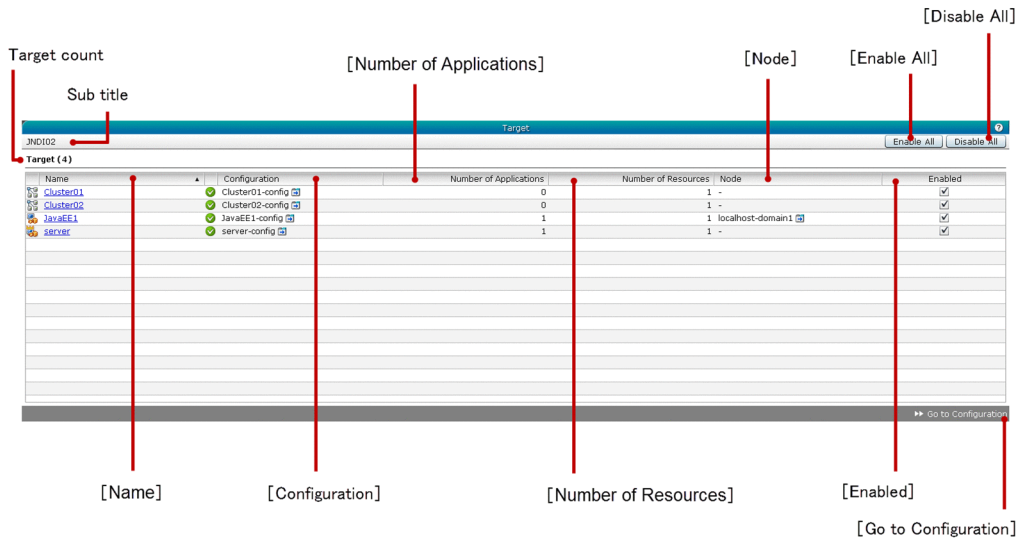 [Disable All]
Target count
[Number of Applications]
[Node]
[Enable All]
Sub title
Target
?
JNDI02
Enable All
Disable All
Target (4)
Name Configuration Number of Applications Number of Resources Node Enabled
Cluster01 Cluster01-config 0 1 -
Cluster02 Cluster02-config 0 1 -
JavaEE1 JavaEE1-config 1 1 localhost-domain1
server server-config 1 1 -
Go to Configuration
[Name]
[Configuration]
[Number of Resources]
[Enabled]
[Go to Configuration]